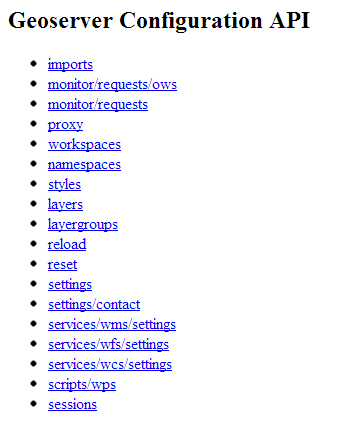 Geoserver Configuration API
imports
monitor/requests/ows
monitor/requests
proxy
workspaces
namespaces
styles
layers
layergroups
reload
reset
settings
settings/contact
services/wms/settings
services/wfs/settings
services/wcs/settings
scripts/wps
sessions